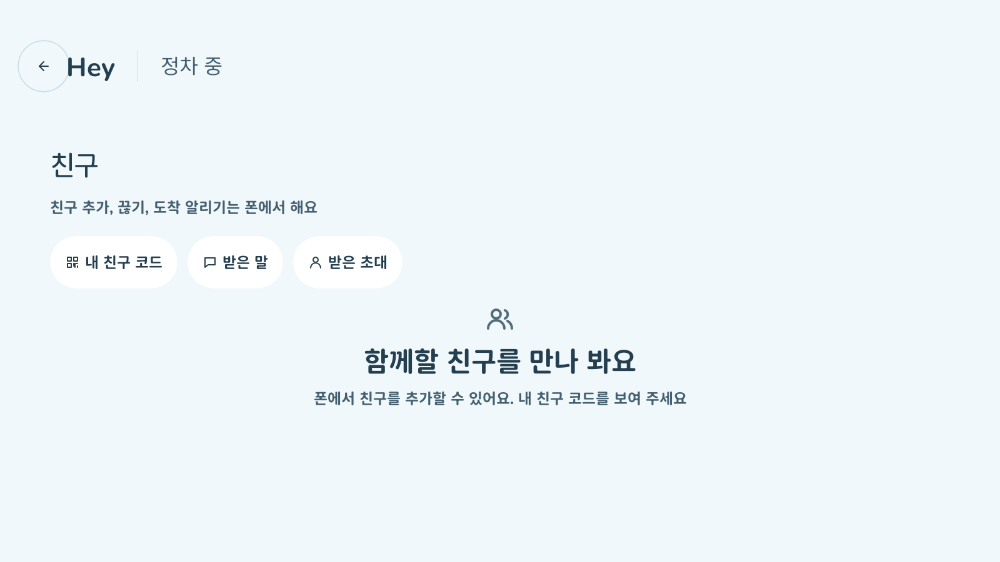 Hey 정차 중
친구
친구 추가, 끊기, 도착 알리기는 폰에서 해요
내 친구 코드 받은 말 받은 초대
함께할 친구를 만나 봐요
폰에서 친구를 추가할 수 있어요. 내 친구 코드를 보여 주세요